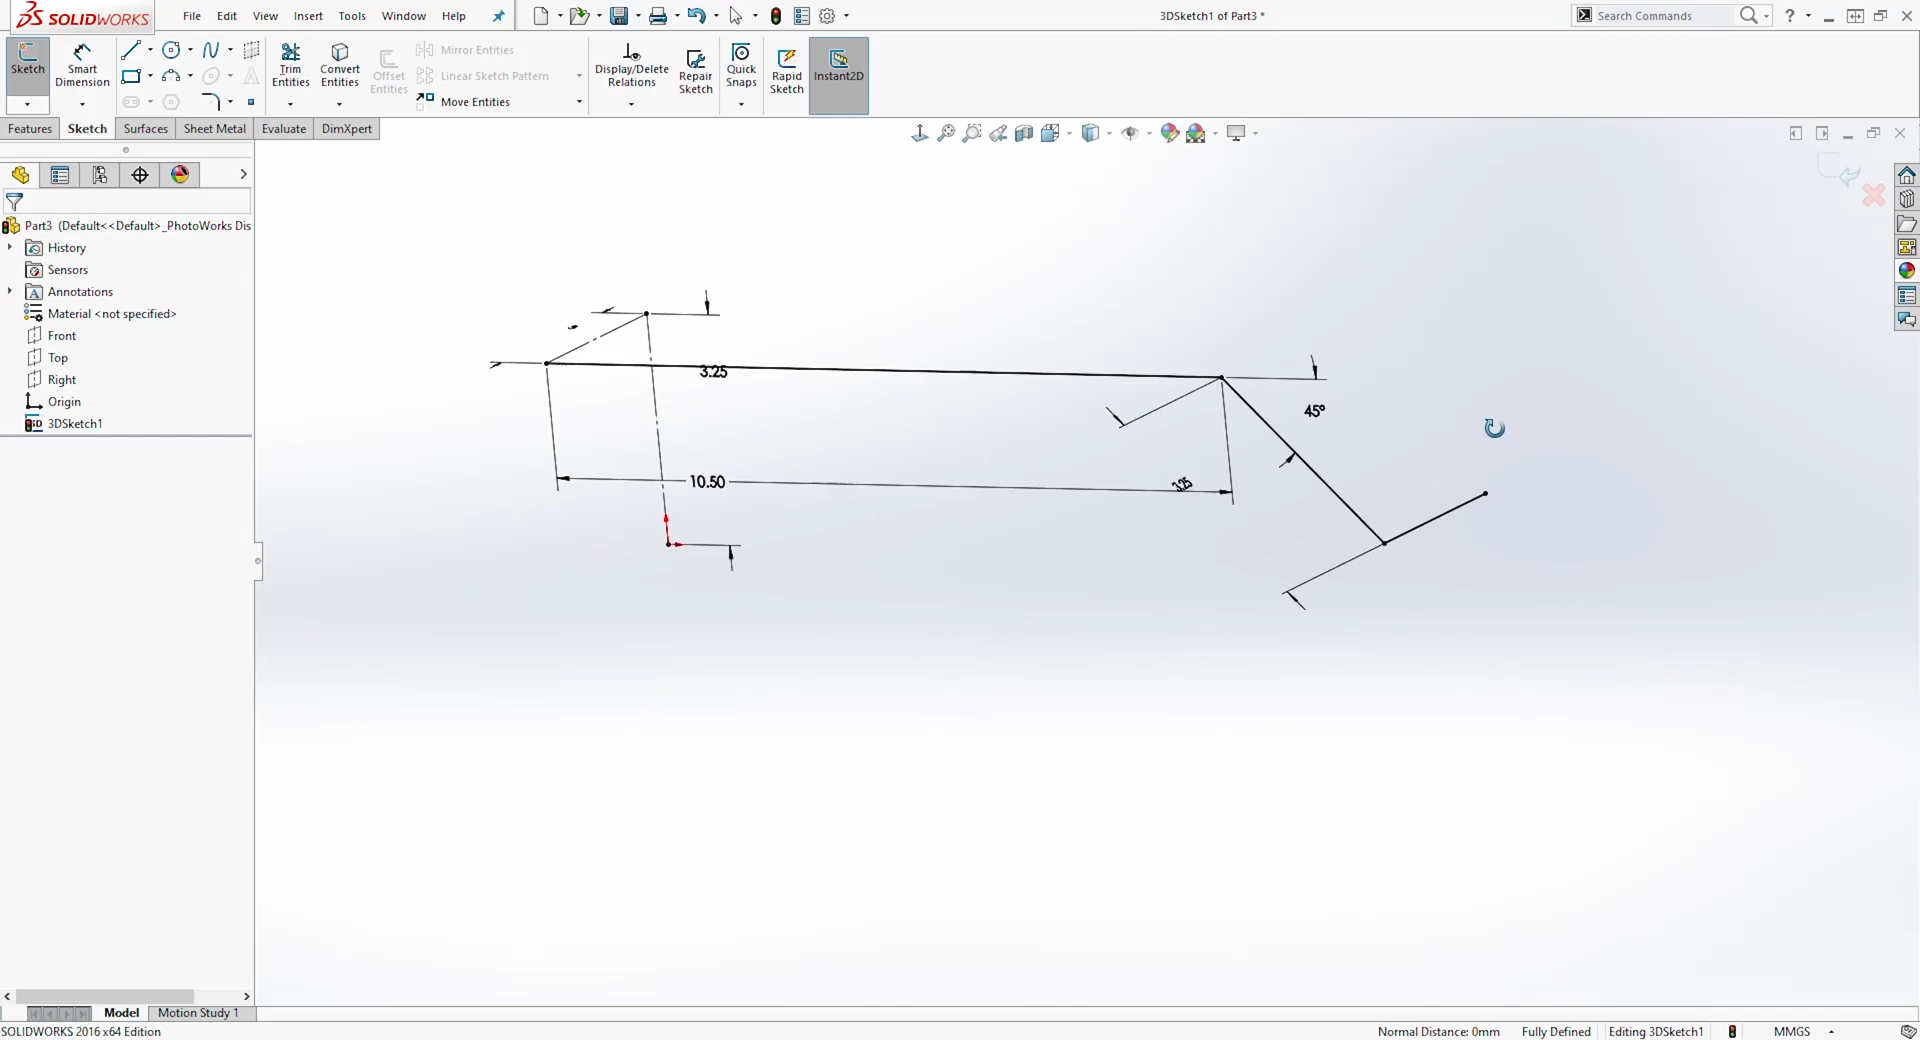 SOLIDWORKS
File Edit View Insert Tools Window Help
3DSketch1 of Part3 *
Search Commands
Sketch
Smart Dimension
Trim Entities
Convert Entities
Offset Entities
Mirror Entities
Linear Sketch Pattern
Move Entities
Display/Delete Relations
Repair Sketch
Quick Snaps
Rapid Sketch
Instant2D
Features Sketch Surfaces Sheet Metal Evaluate DimXpert
Part3 (Default<<Default>_PhotoWorks Dis
History
Sensors
Annotations
Material <not specified>
Front
Top
Right
Origin
3DSketch1
3.25
45°
10.50
3.25
Model Motion Study 1
SOLIDWORKS 2016 x64 Edition
Normal Distance: 0mm Fully Defined Editing 3DSketch1 MMGS